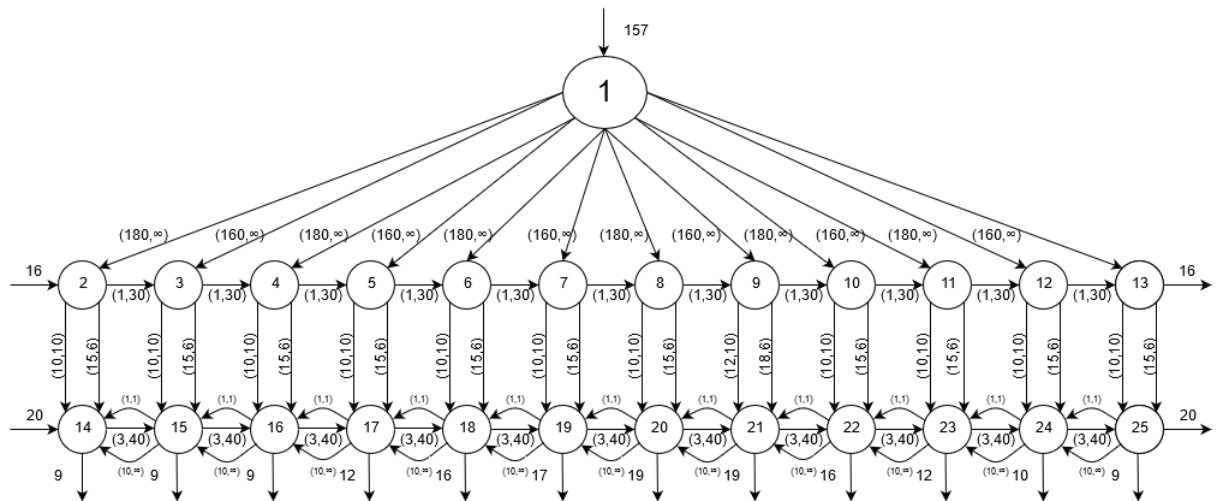 157
1
(180,∞) (160,∞) (180,∞) (160,∞) (180,∞) (160,∞) (180,∞) (160,∞) (180,∞) (160,∞) (180,∞) (160,∞)
16 2 3 4 5 6 7 8 9 10 11 12 13 16
(1,30) (1,30) (1,30) (1,30) (1,30) (1,30) (1,30) (1,30) (1,30) (1,30) (1,30)
(10,10) (15,6) (10,10) (15,6) (10,10) (15,6) (10,10) (15,6) (10,10) (15,6) (10,10) (15,6) (10,10) (15,6) (12,10) (18,6) (10,10) (15,6) (10,10) (15,6) (10,10) (15,6) (10,10) (15,6)
(1,1) (1,1) (1,1) (1,1) (1,1) (1,1) (1,1) (1,1) (1,1) (1,1) (1,1)
20 14 15 16 17 18 19 20 21 22 23 24 25 20
(3,40) (3,40) (3,40) (3,40) (3,40) (3,40) (3,40) (3,40) (3,40) (3,40) (3,40)
9 (10,∞) 9 (10,∞) 9 (10,∞) 12 (10,∞) 16 (10,∞) 17 (10,∞) 19 (10,∞) 19 (10,∞) 16 (10,∞) 12 (10,∞) 10 (10,∞) 9